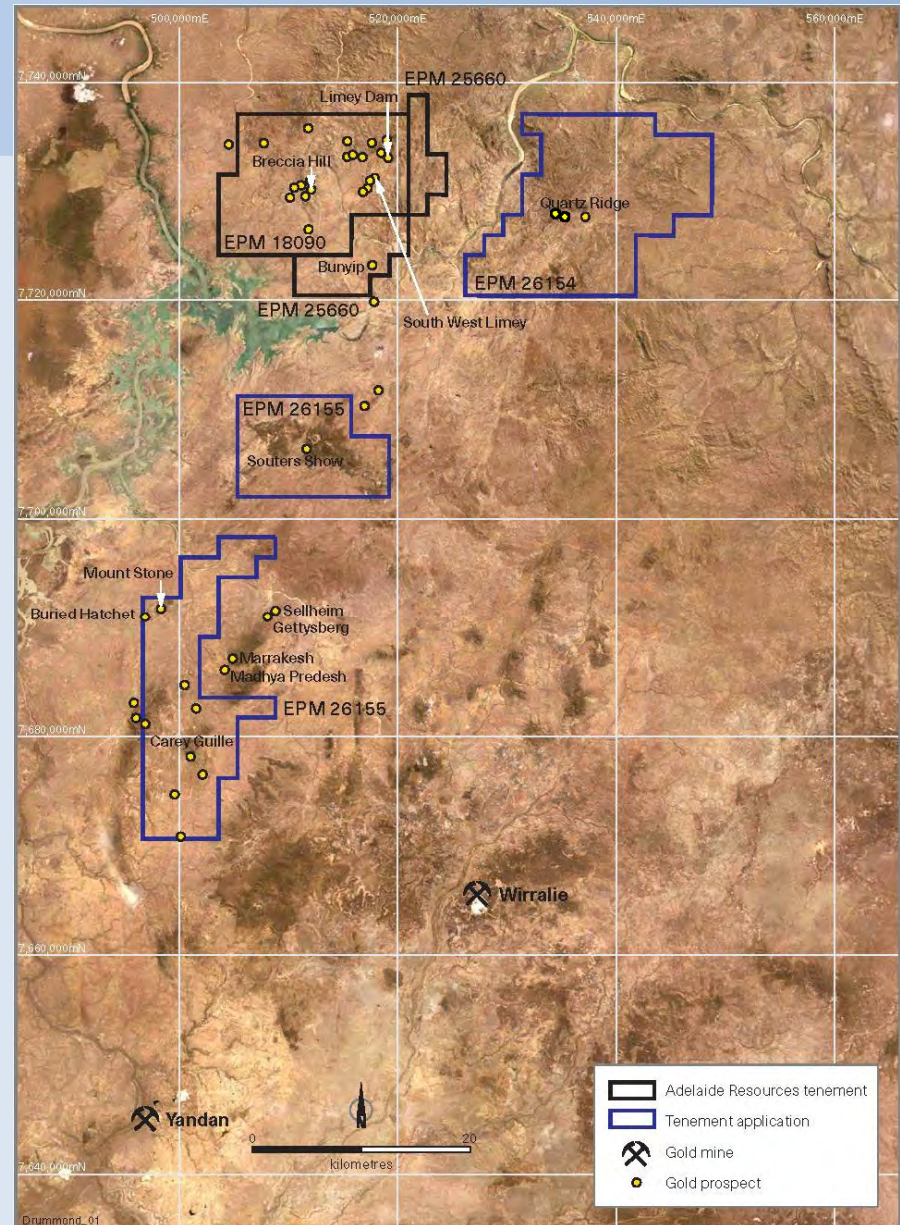 500,000mE
520,000mE
540,000mE
560,000mE
7,740,000mN
EPM 25660
Limey Dam
Breccia Hill
Quartz Ridge
EPM 18090
Bunyip
EPM 26154
7,720,000mN
EPM 25660
South West Limey
EPM 26155
Souters Show
7,700,000mN
Mount Stone
Buried Hatchet
Sellheim
Gettysberg
Marrakesh
Madhya Predesh
EPM 26155
7,680,000mN
Carey Guille
Wirralie
7,660,000mN
Yandan
0
20
kilometres
7,640,000mN
Drummond_01
Adelaide Resources tenement
Tenement application
Gold mine
Gold prospect